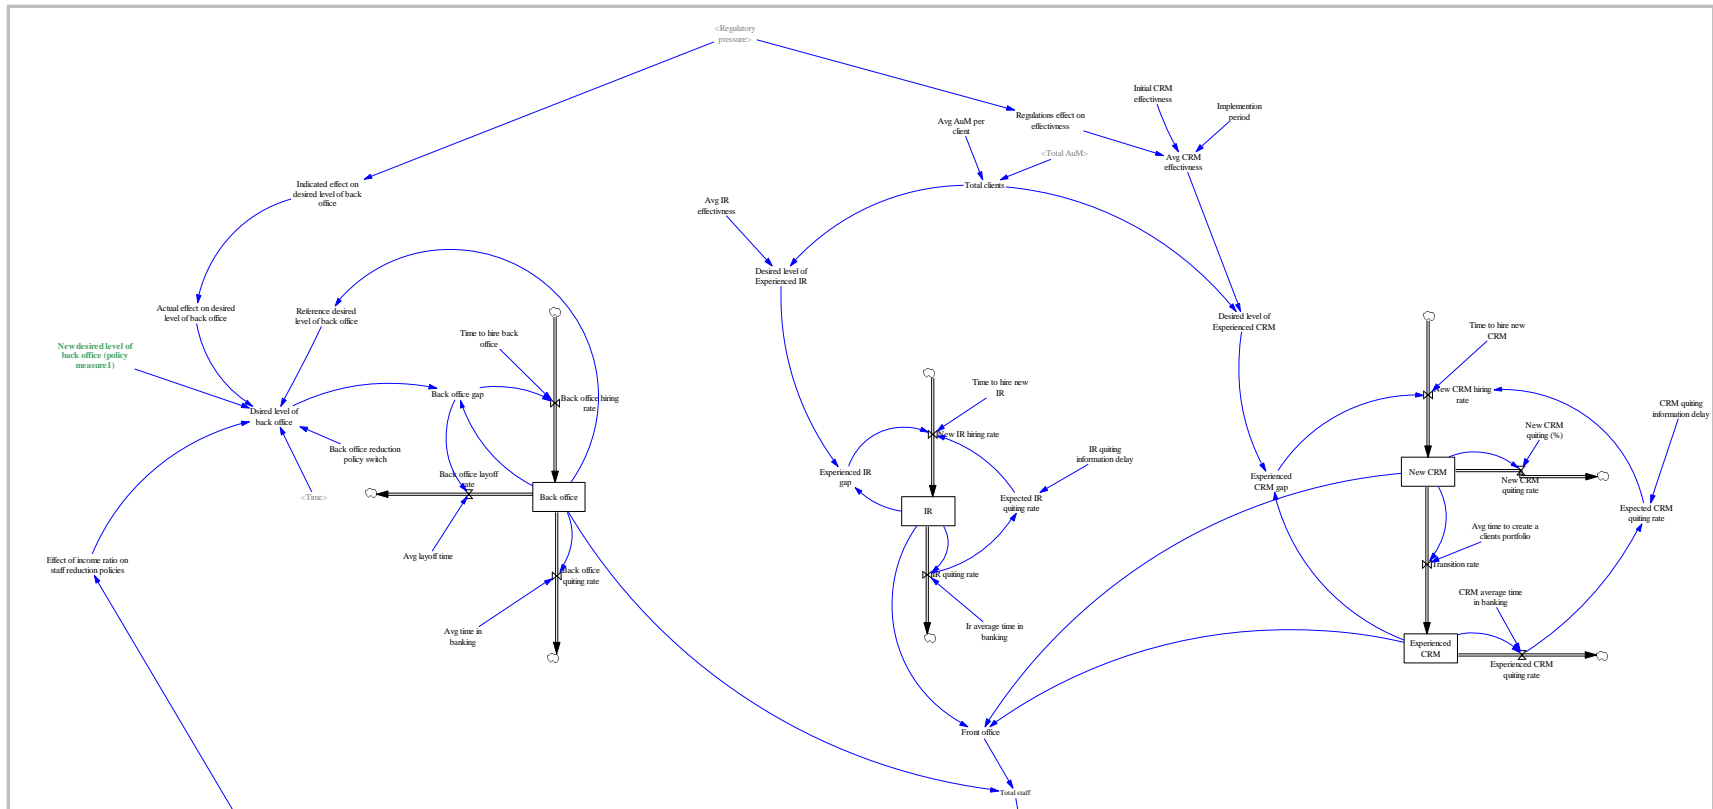 <Regulatory
pressure>
Initial CRM
effectivness
Implemention
period
Avg AuM per
client
Regulations effect on
effectivness
<Total AuM>
Avg CRM
effectivness
Indicated effect on
desired level of back
office
Total clients
Avg IR
effectivness
Desired level of
Experienced IR
Actual effect on desired
level of back office
Reference desired
level of back office
Desired level of
Experienced CRM
Time to hire back
office
Time to hire new
CRM
New desired level of
back office (policy
measure1)
Back office gap
Back office hiring
rate
Time to hire new
IR
New CRM hiring
rate
CRM quiting
information delay
Dsired level of
back office
New IR hiring rate
New CRM
quiting (%)
Back office reduction
policy switch
IR quiting
information delay
Back office layoff
rate
Experienced IR
gap
Experienced
CRM gap
New CRM
New CRM
quiting rate
<Time>
Back office
IR
Expected IR
quiting rate
Expected CRM
quiting rate
Avg time to create a
clients portfolio
Avg layoff time
Effect of income ratio on
staff reduction policies
Back office
quiting rate
IR quiting rate
Transition rate
CRM average time
in banking
Avg time in
banking
Ir average time in
banking
Experienced
CRM
Experienced CRM
quiting rate
Front office
Total staff